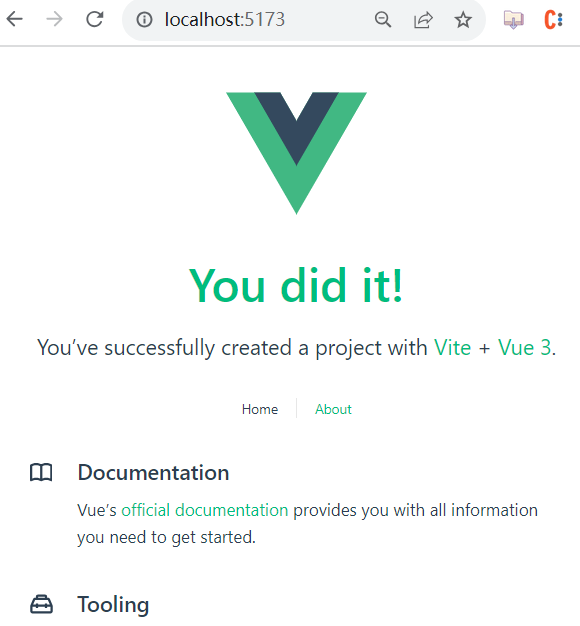 localhost:5173
You did it!
You’ve successfully created a project with Vite + Vue 3.
Home
About
Documentation
Vue’s official documentation provides you with all information
you need to get started.
Tooling